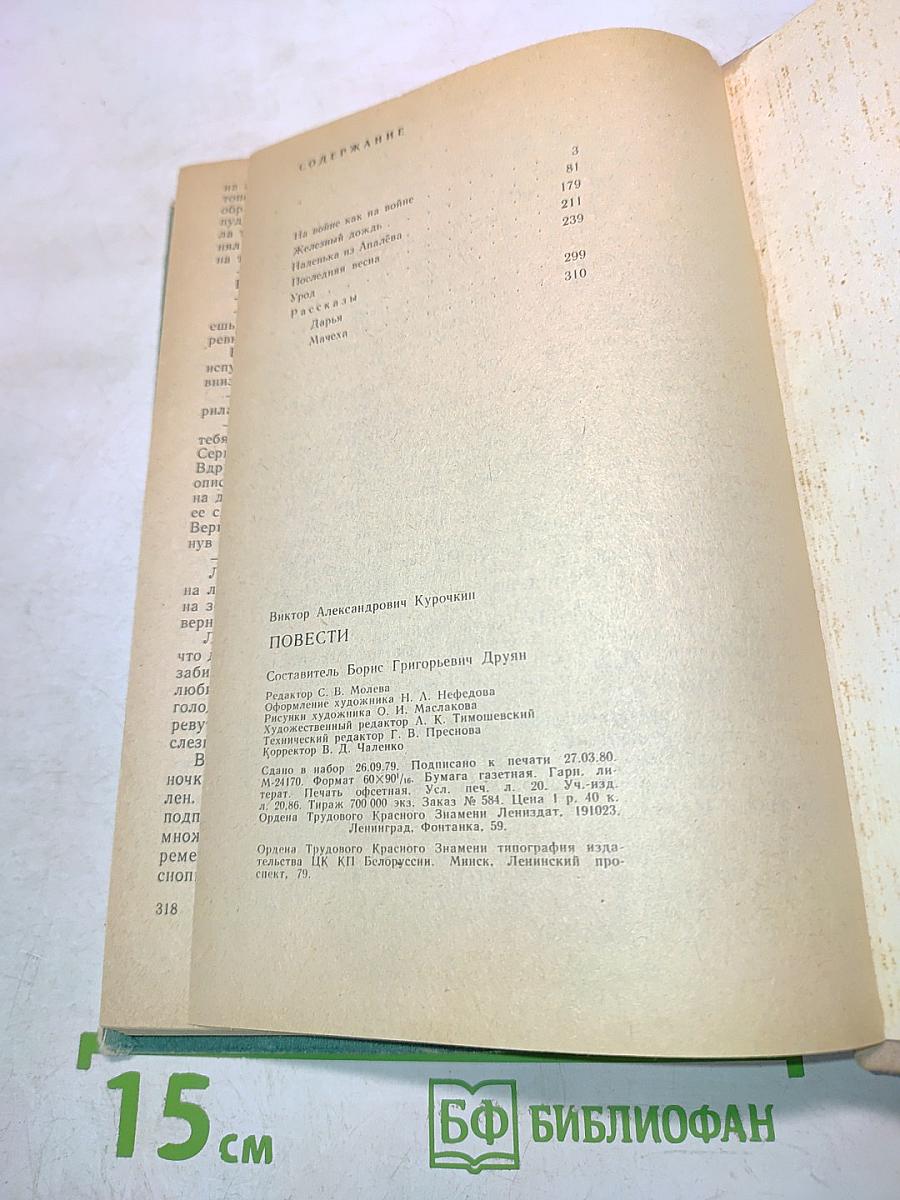 СОДЕРЖАНИЕ
На войне как на войне 3
Железный дождь 81
Наленька из Апалёва 179
Последняя весна 211
Урод 239
Рассказы
Дарья 299
Мачеха 310
Виктор Александрович Курочкин
ПОВЕСТИ
Составитель Борис Григорьевич Друян
Редактор С. В. Молева
Оформление художника Н. А. Нефедова
Рисунки художника О. И. Маслакова
Художественный редактор А. К. Тимошевский
Технический редактор Г. В. Преснова
Корректор В. Д. Чаленко
Сдано в набор 26.09.79. Подписано к печати 27.03.80.
М-24170. Формат 60×90¹/₁₆. Бумага газетная. Гарн. ли-
терат. Печать офсетная. Усл. печ. л. 20. Уч.-изд.
л. 20,86. Тираж 700 000 экз. Заказ № 584. Цена 1 р. 40 к.
Ордена Трудового Красного Знамени Лениздат, 191023,
Ленинград, Фонтанка, 59.
Ордена Трудового Красного Знамени типография изда-
тельства ЦК КП Белоруссии. Минск, Ленинский про-
спект, 79.
318
15 см
БФ БИБЛИОФАН